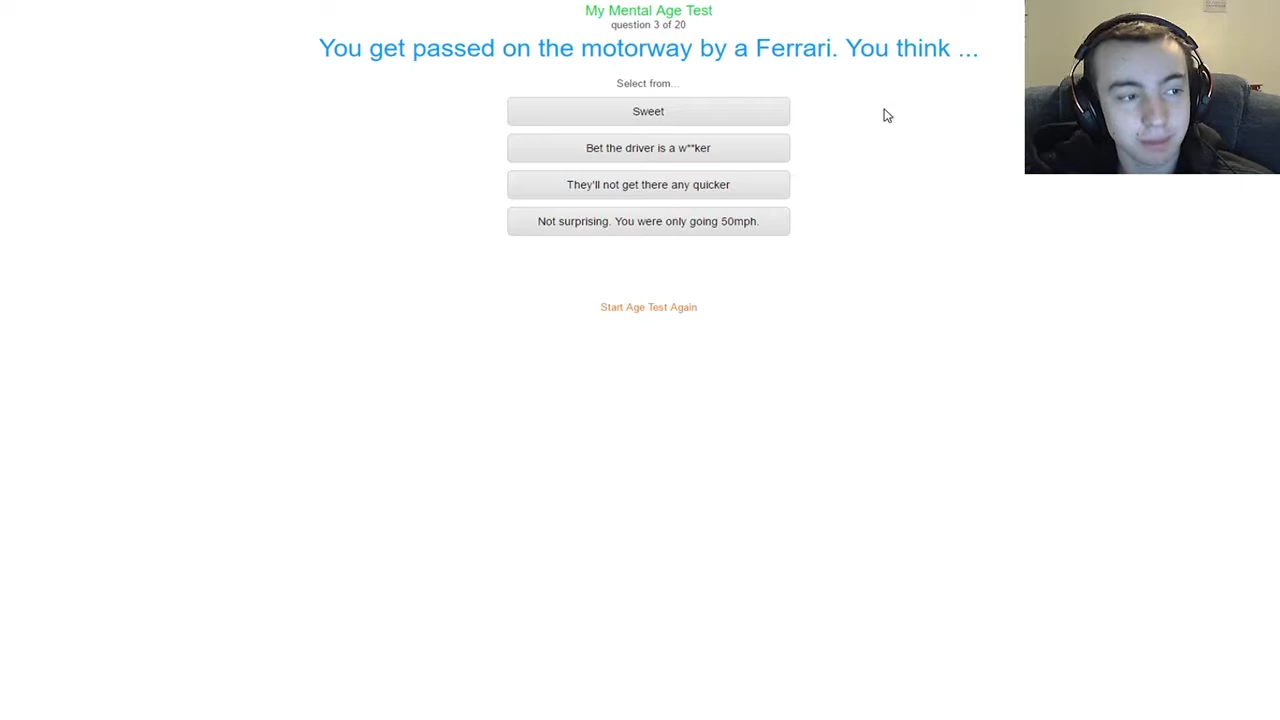 My Mental Age Test
question 3 of 20
You get passed on the motorway by a Ferrari. You think ...
Select from...
Sweet
Bet the driver is a w**ker
They'll not get there any quicker
Not surprising. You were only going 50mph.
Start Age Test Again